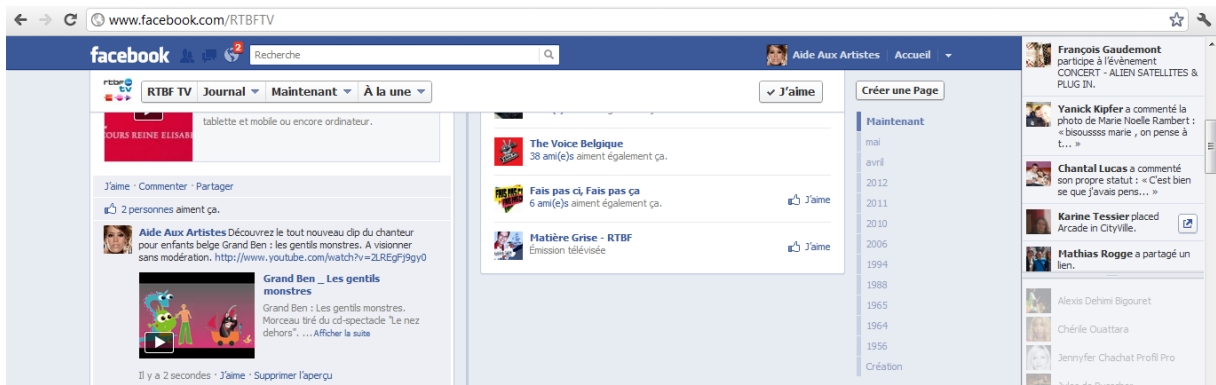 www.facebook.com/RTBFTV
facebook
2
Recherche
Aide Aux Artistes
Accueil
rtbf
tv
RTBF TV
Journal
Maintenant
À la une
J'aime
Créer une Page
COURS REINE ELISABE
tablette et mobile ou encore ordinateur.
J'aime · Commenter · Partager
2 personnes aiment ça.
Aide Aux Artistes Découvrez le tout nouveau clip du chanteur
pour enfants belge Grand Ben : les gentils monstres. A visionner
sans modération. http://www.youtube.com/watch?v=2LREgFj9gy0
Grand Ben _ Les gentils
monstres
Grand Ben : Les gentils monstres.
Morceau tiré du cd-spectacle "Le nez
dehors". ... Afficher la suite
Il y a 2 secondes · J'aime · Supprimer l'aperçu
The Voice Belgique
38 ami(e)s aiment également ça.
Fais pas ci, Fais pas ça
6 ami(e)s aiment également ça.
J'aime
Matière Grise - RTBF
Émission télévisée
J'aime
Maintenant
mai
avril
2012
2011
2010
2006
1994
1988
1965
1964
1956
Création
François Gaudemont
participe à l'évènement
CONCERT - ALIEN SATELLITES &
PLUG IN.
Yanick Kipfer a commenté la
photo de Marie Noelle Rambert :
« bisoussss marie , on pense à
t... »
Chantal Lucas a commenté
son propre statut : « C'est bien
se que j'avais pens... »
Karine Tessier placed
Arcade in CityVille.
Mathias Rogge a partagé un
lien.
Alexis Dehimi Bigouret
Chérile Ouattara
Jennyfer Chachat Profil Pro